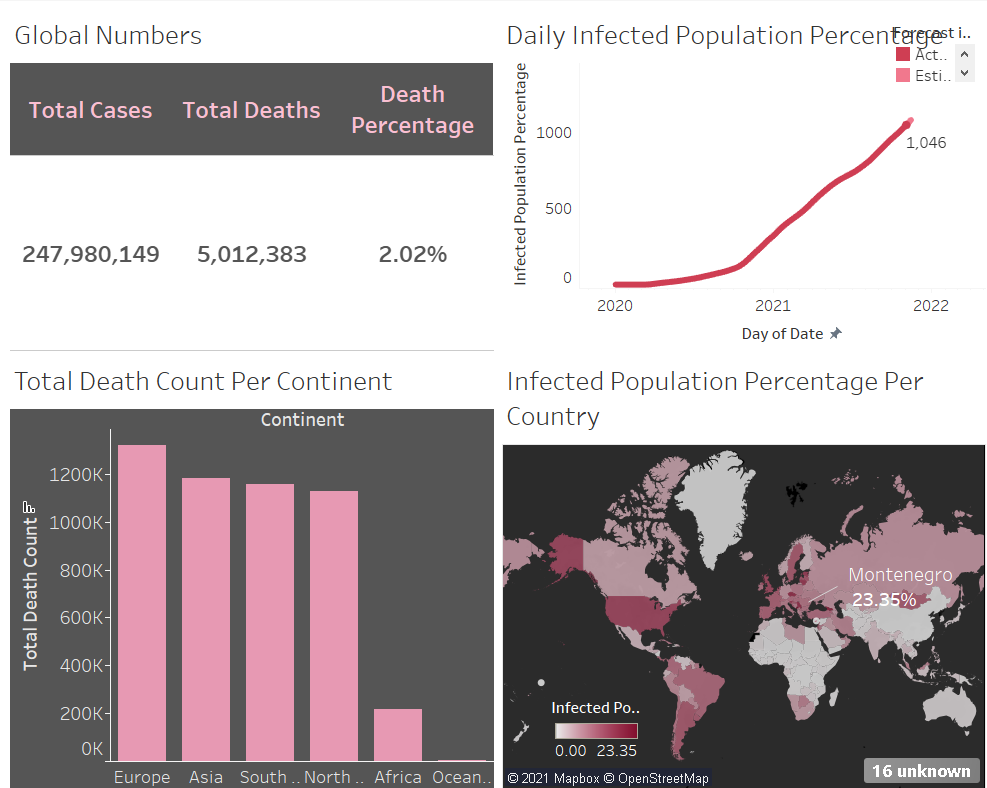 Global Numbers
Total Cases
Total Deaths
Death
Percentage
247,980,149
5,012,383
2.02%
Daily Infected Population Percentage
Forecast i..
Act..
Esti..
Infected Population Percentage
1000
500
0
1,046
2020
2021
2022
Day of Date
Total Death Count Per Continent
Continent
Total Death Count
1200K
1000K
800K
600K
400K
200K
0K
Europe
Asia
South ..
North ..
Africa
Ocean..
Infected Population Percentage Per
Country
Montenegro
23.35%
Infected Po..
0.00
23.35
© 2021 Mapbox © OpenStreetMap
16 unknown